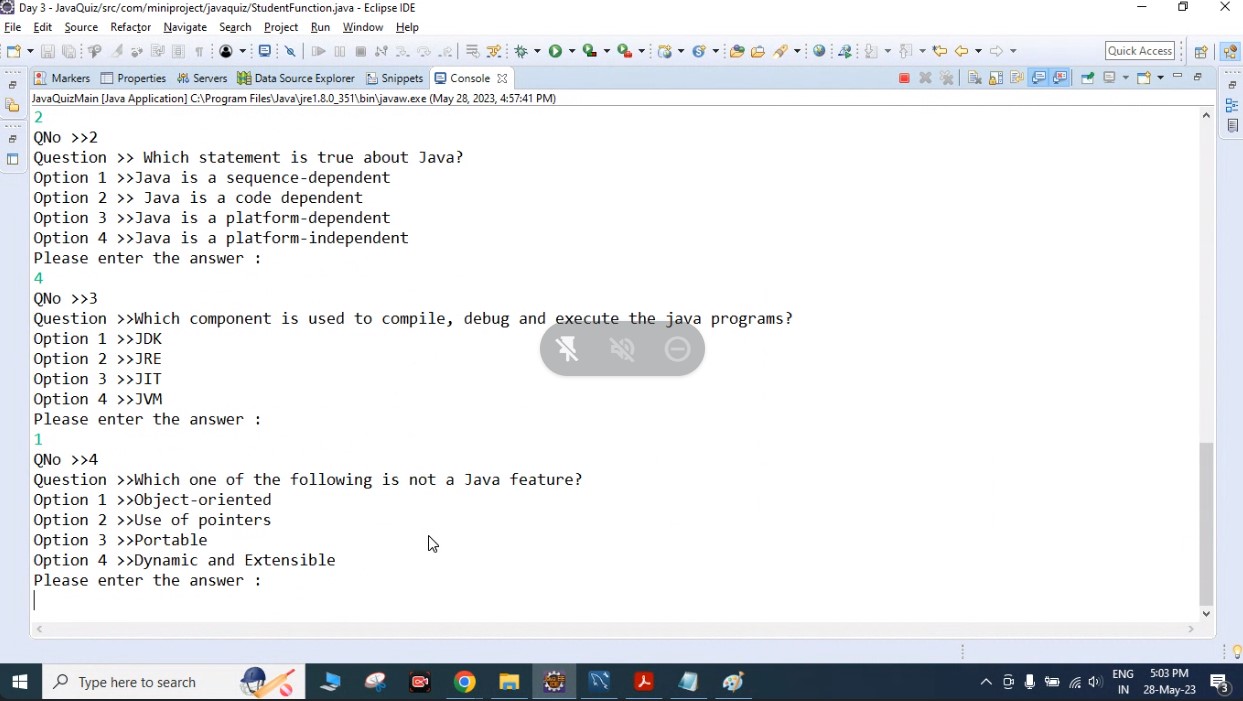 Day 3 - JavaQuiz/src/com/miniproject/javaquiz/StudentFunction.java - Eclipse IDE
File Edit Source Refactor Navigate Search Project Run Window Help
Quick Access
Markers Properties Servers Data Source Explorer Snippets Console
JavaQuizMain [Java Application] C:\Program Files\Java\jre1.8.0_351\bin\javaw.exe (May 28, 2023, 4:57:41 PM)
2
QNo >>2
Question >> Which statement is true about Java?
Option 1 >>Java is a sequence-dependent
Option 2 >> Java is a code dependent
Option 3 >>Java is a platform-dependent
Option 4 >>Java is a platform-independent
Please enter the answer :
4
QNo >>3
Question >>Which component is used to compile, debug and execute the java programs?
Option 1 >>JDK
Option 2 >>JRE
Option 3 >>JIT
Option 4 >>JVM
Please enter the answer :
1
QNo >>4
Question >>Which one of the following is not a Java feature?
Option 1 >>Object-oriented
Option 2 >>Use of pointers
Option 3 >>Portable
Option 4 >>Dynamic and Extensible
Please enter the answer :
Type here to search
ENG
IN
5:03 PM
28-May-23
3